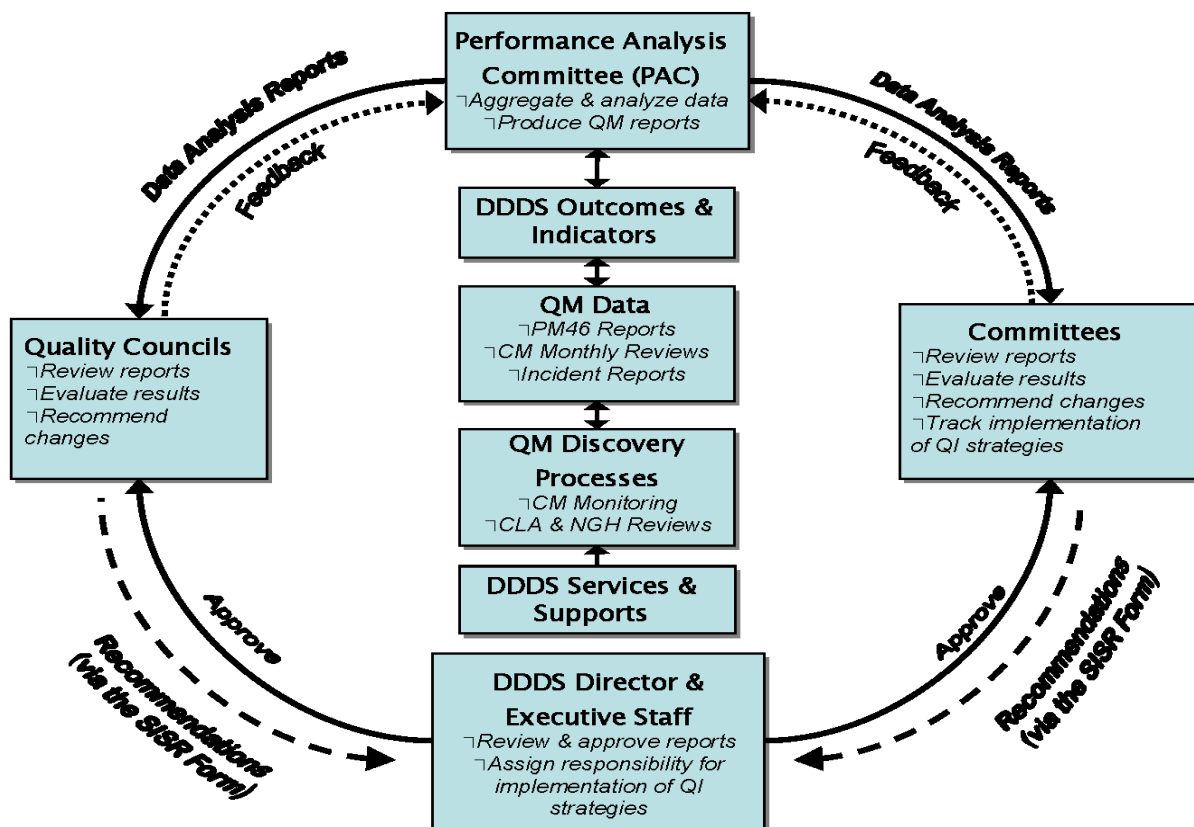 Performance Analysis
Committee (PAC)
¬Aggregate & analyze data
¬Produce QM reports
Data Analysis Reports
Feedback
Data Analysis Reports
Feedback
DDDS Outcomes &
Indicators
QM Data
¬PM46 Reports
¬CM Monthly Reviews
¬Incident Reports
Quality Councils
¬Review reports
¬Evaluate results
¬Recommend
changes
Committees
¬Review reports
¬Evaluate results
¬Recommend changes
¬Track implementation
of QI strategies
QM Discovery
Processes
¬CM Monitoring
¬CLA & NGH Reviews
DDDS Services &
Supports
Approve
Recommendations
(via the SISR Form)
Approve
Recommendations
(via the SISR Form)
DDDS Director &
Executive Staff
¬Review & approve reports
¬Assign responsibility for
implementation of QI
strategies